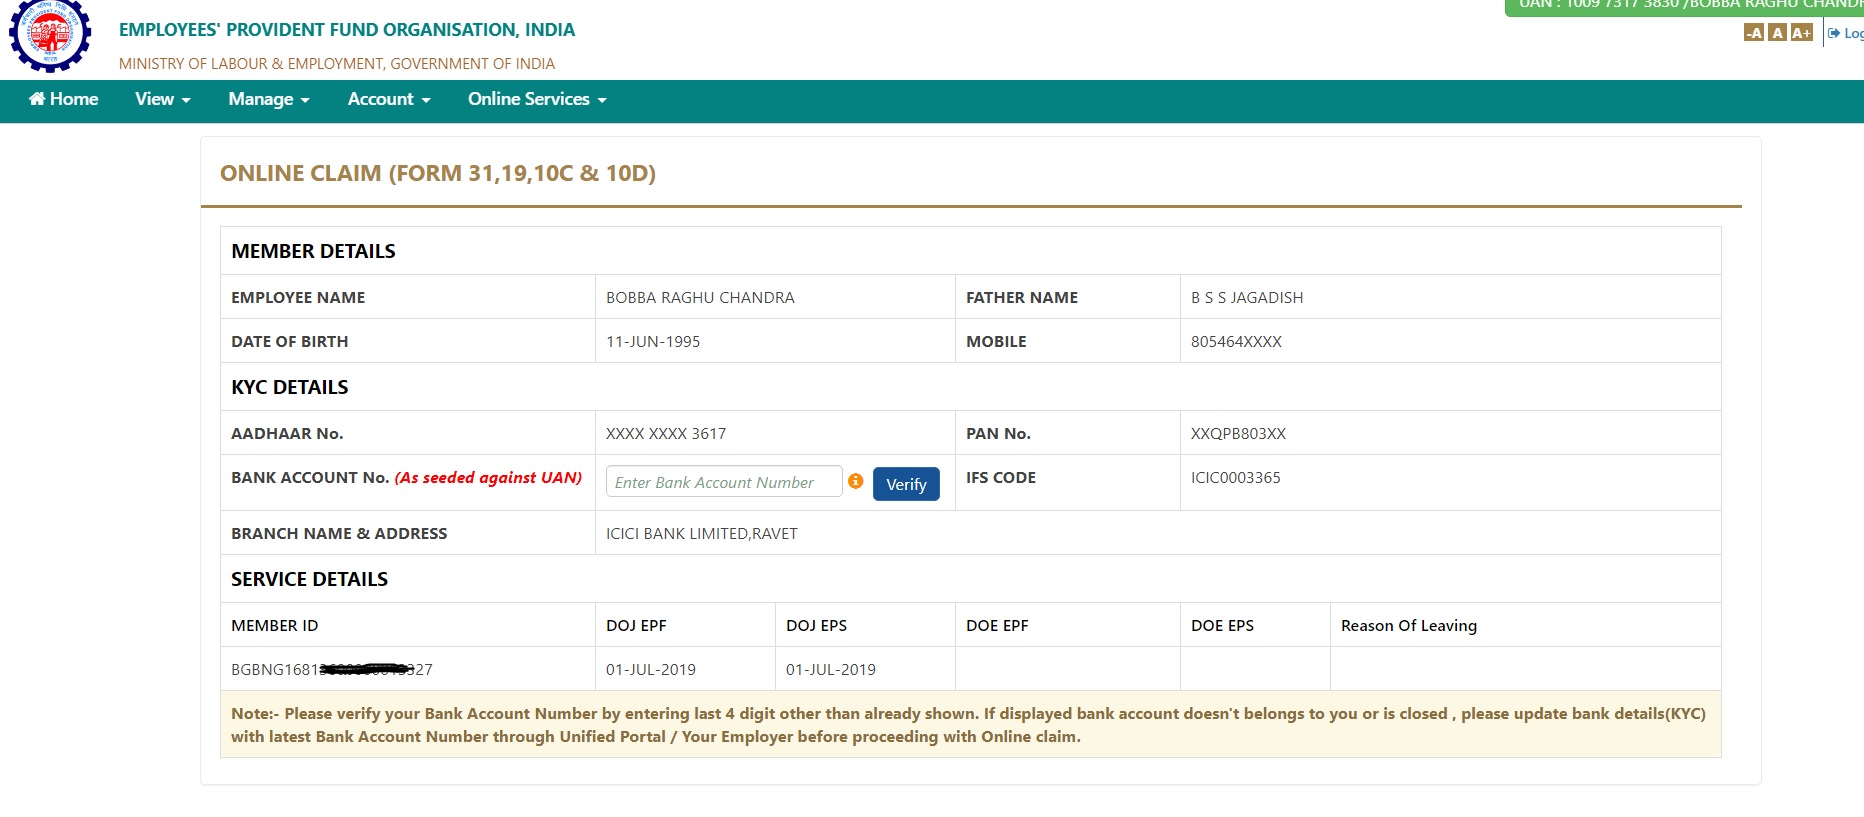 UAN : 1009 7317 3830 /BOBBA RAGHU
EMPLOYEES' PROVIDENT FUND ORGANISATION, INDIA
-A A A+
MINISTRY OF LABOUR & EMPLOYMENT, GOVERNMENT OF INDIA
Home View Manage Account Online Services
ONLINE CLAIM (FORM 31,19,10C & 10D)
MEMBER DETAILS
EMPLOYEE NAME BOBBA RAGHU CHANDRA FATHER NAME B S S JAGADISH
DATE OF BIRTH 11-JUN-1995 MOBILE 805464XXXX
KYC DETAILS
AADHAAR No. XXXX XXXX 3617 PAN No. XXQPB803XX
BANK ACCOUNT No. (As seeded against UAN) Enter Bank Account Number Verify IFS CODE ICIC0003365
BRANCH NAME & ADDRESS ICICI BANK LIMITED,RAVET
SERVICE DETAILS
MEMBER ID DOJ EPF DOJ EPS DOE EPF DOE EPS Reason Of Leaving
01-JUL-2019 01-JUL-2019
Note:- Please verify your Bank Account Number by entering last 4 digit other than already shown. If displayed bank account doesn't belongs to you or is closed , please update bank details(KYC)
with latest Bank Account Number through Unified Portal / Your Employer before proceeding with Online claim.